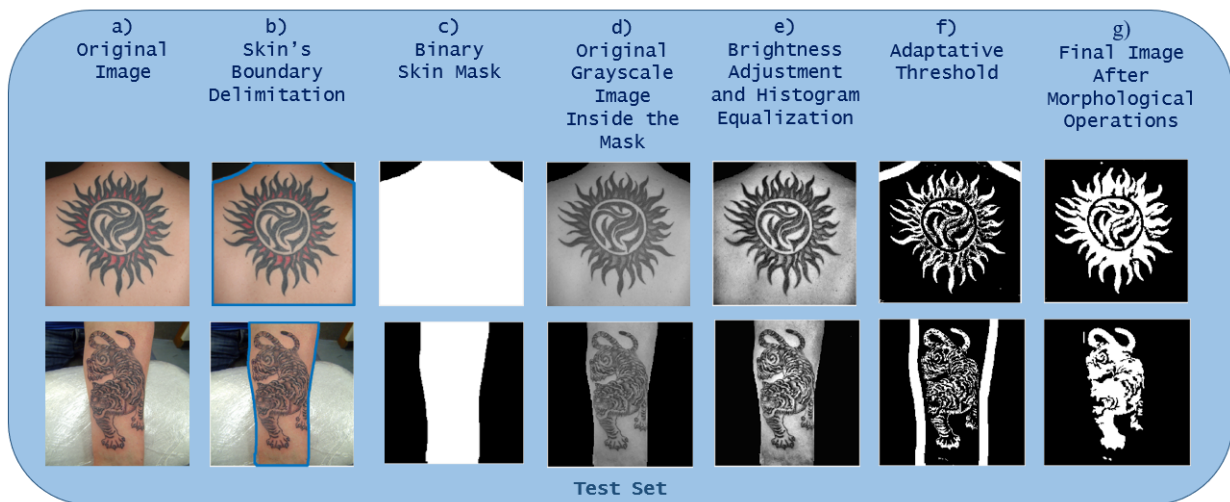 a)
Original
Image
b)
Skin's
Boundary
Delimitation
c)
Binary
Skin Mask
d)
Original
Grayscale
Image
Inside the
Mask
e)
Brightness
Adjustment
and Histogram
Equalization
f)
Adaptative
Threshold
g)
Final Image
After
Morphological
Operations
Test Set